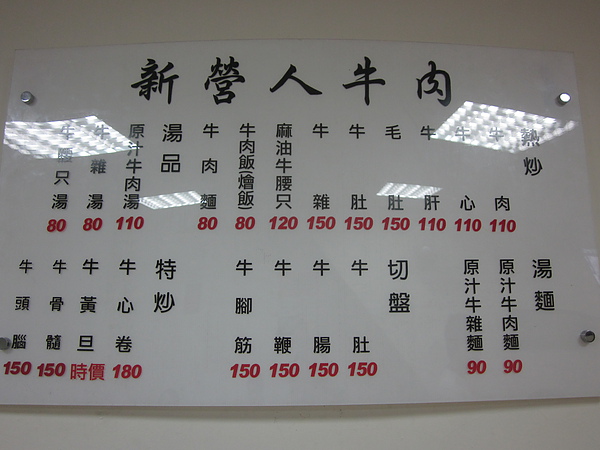 新營人牛肉
熱炒
牛肉 110
牛心 110
牛肝 110
毛肚 150
牛肚 150
牛雜 150
麻油牛腰只 120
牛肉飯(燴飯) 80
牛肉麵 80
湯品
原汁牛肉湯 110
牛雜湯 80
只湯 80
湯麵
原汁牛肉麵 90
原汁牛雜麵 90
切盤
牛肚 150
牛腸 150
牛鞭 150
牛腳筋 150
特炒
牛心卷 180
牛黃旦 時價
牛骨髓 150
牛頭腦 150